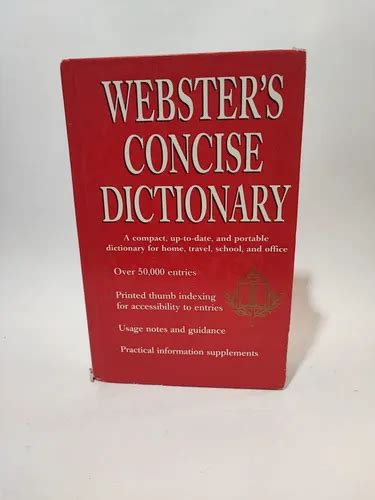 WEBSTER'S
CONCISE
DICTIONARY
A compact, up-to-date, and portable
dictionary for home, travel, school, and office
Over 50,000 entries
Printed thumb indexing
for accessibility to entries
Usage notes and guidance
Practical information supplements